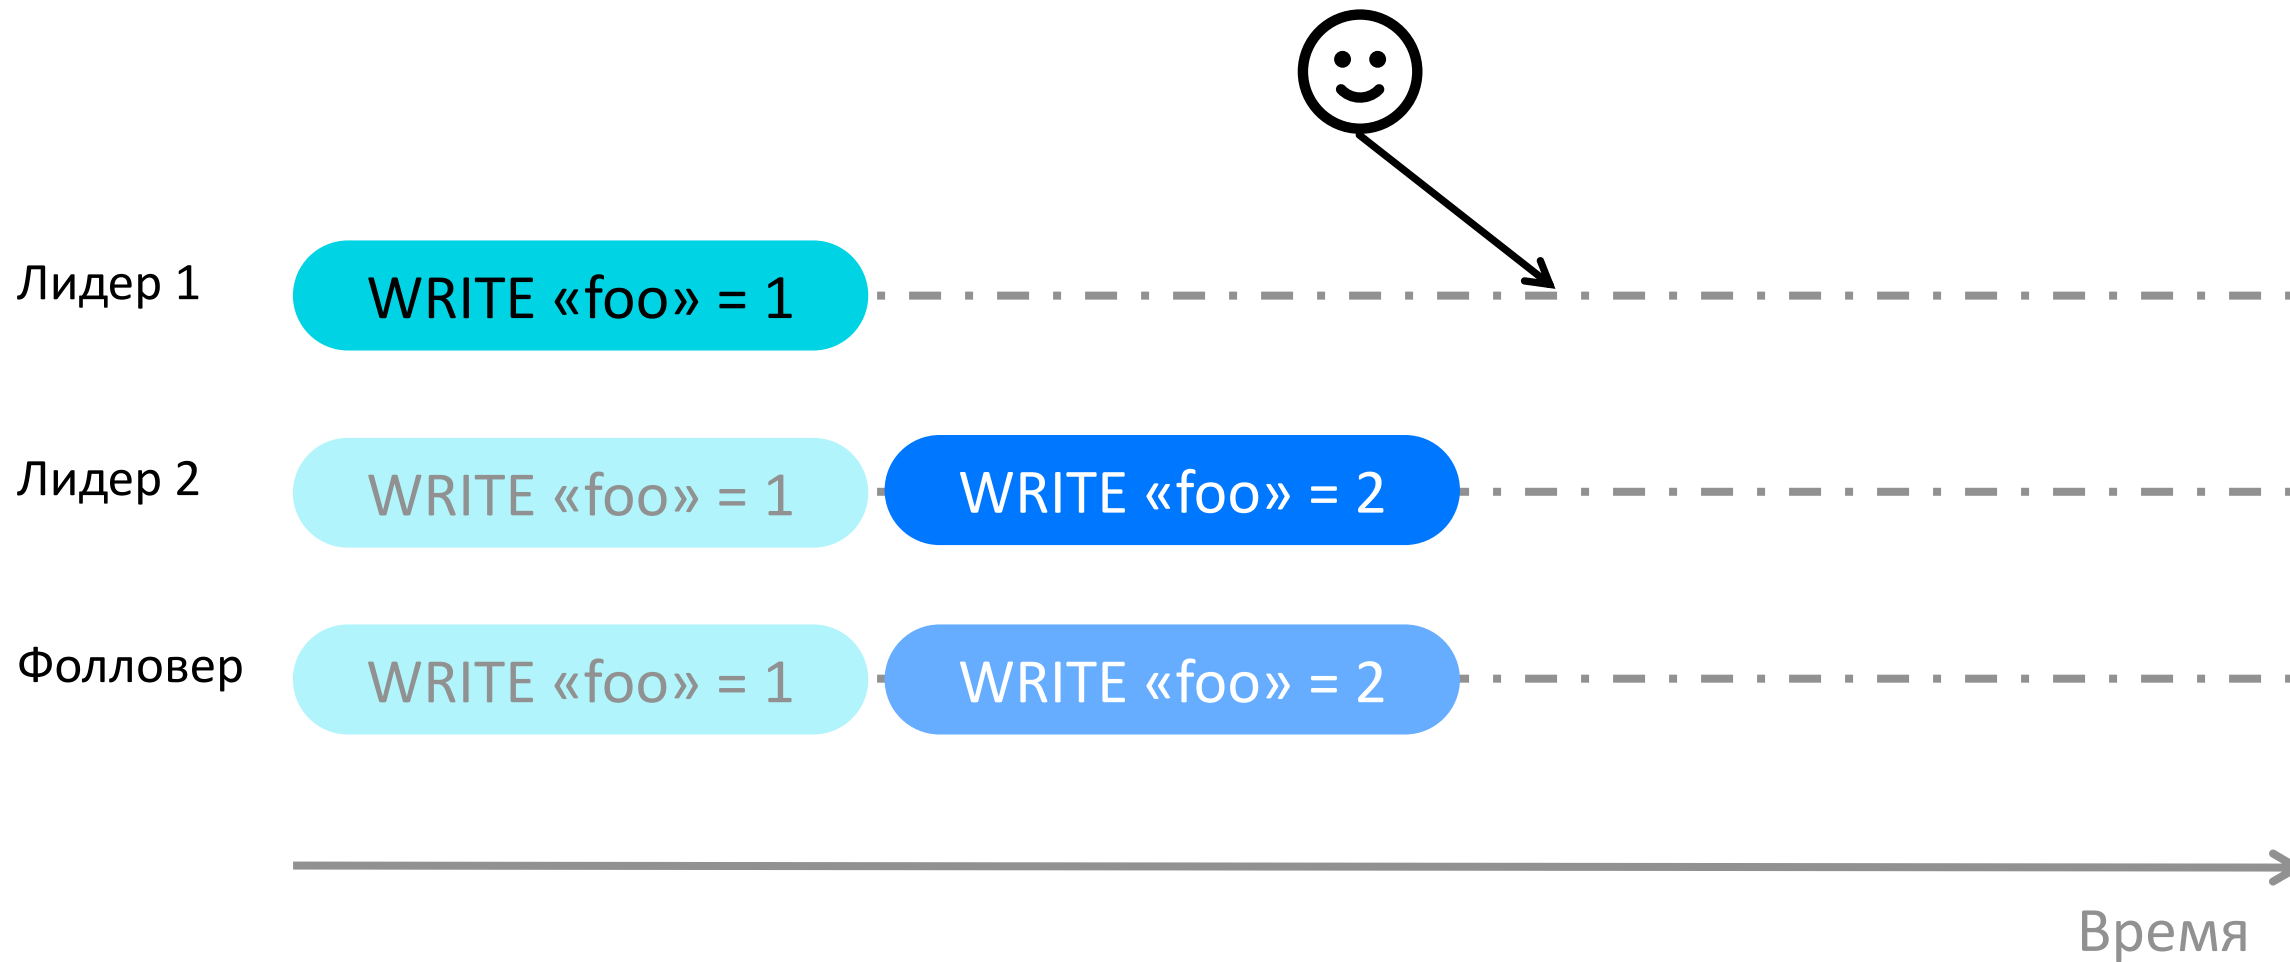 Лидер 1
WRITE «foo» = 1
Лидер 2
WRITE «foo» = 1
WRITE «foo» = 2
Фолловер
WRITE «foo» = 1
WRITE «foo» = 2
Время